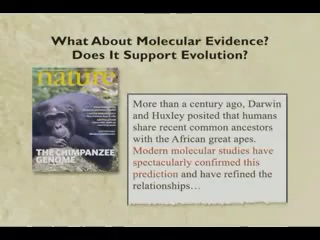 What About Molecular Evidence?
Does It Support Evolution?
nature
THE CHIMPANZEE
GENOME
More than a century ago, Darwin
and Huxley posited that humans
share recent common ancestors
with the African great apes.
Modern molecular studies have
spectacularly confirmed this
prediction and have refined the
relationships…